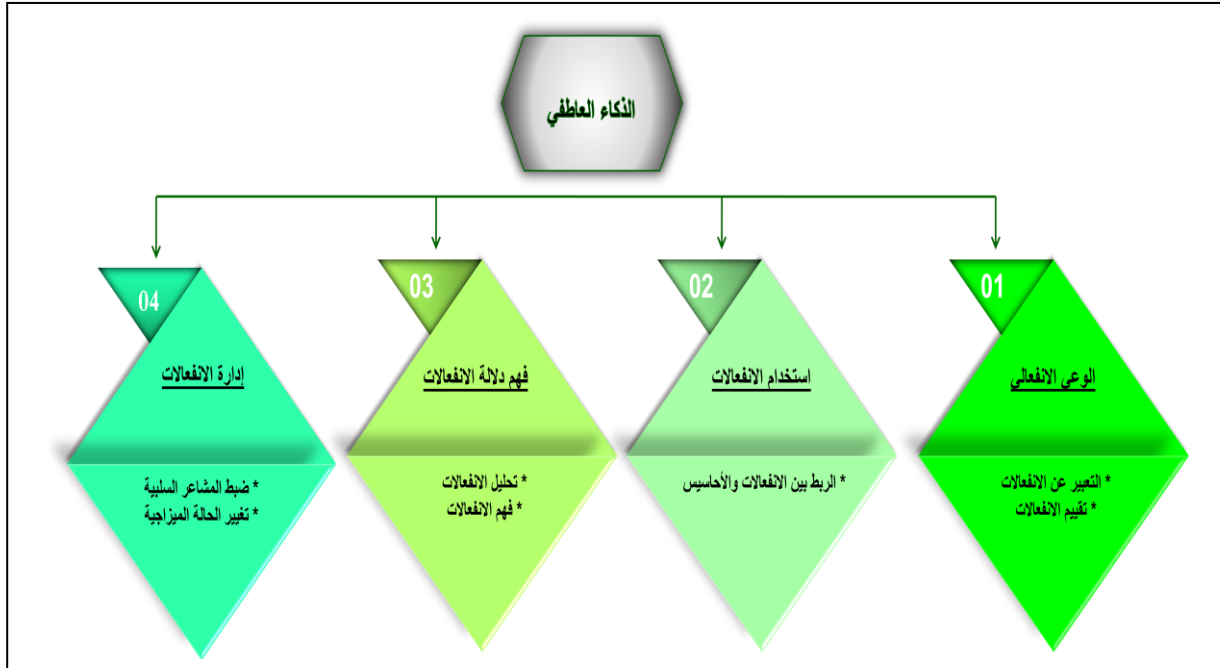 الذكاء العاطفي
01
الوعي الانفعالي
* التعبير عن الانفعالات
* تقييم الانفعالات
02
استخدام الانفعالات
* الربط بين الانفعالات والأحاسيس
03
فهم دلالة الانفعالات
* تحليل الانفعالات
* فهم الانفعالات
04
إدارة الانفعالات
* ضبط المشاعر السلبية
* تغيير الحالة الميزاجية